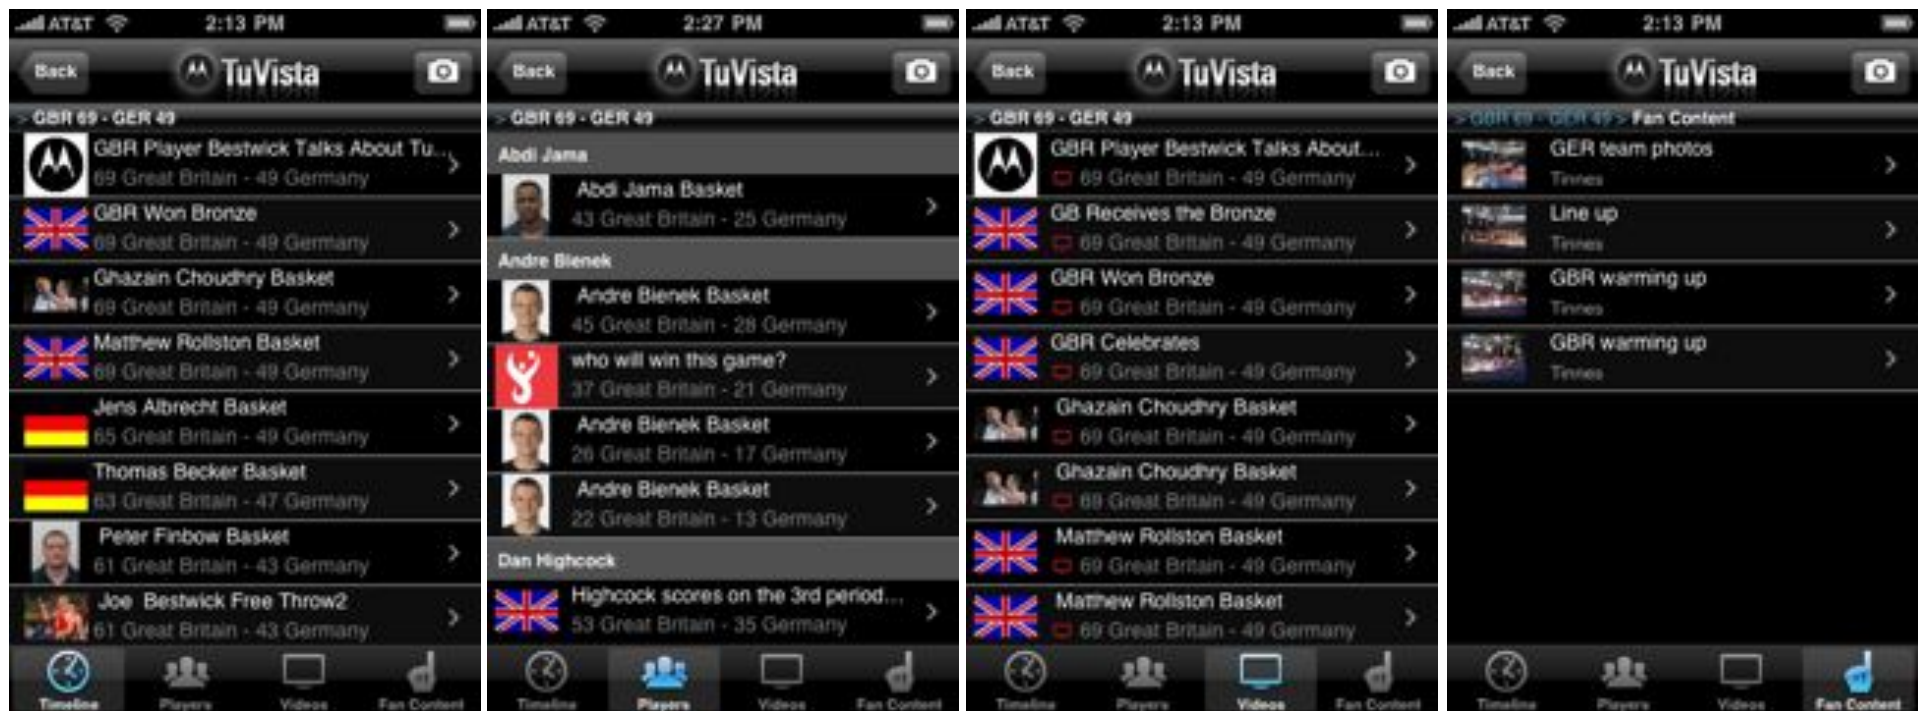 AT&T 2:13 PM
Back TuVista
> GBR 69 - GER 49
GBR Player Bestwick Talks About Tu...
69 Great Britain - 49 Germany
GBR Won Bronze
69 Great Britain - 49 Germany
Ghazain Choudhry Basket
69 Great Britain - 49 Germany
Matthew Rollston Basket
69 Great Britain - 49 Germany
Jens Albrecht Basket
65 Great Britain - 49 Germany
Thomas Becker Basket
63 Great Britain - 47 Germany
Peter Finbow Basket
61 Great Britain - 43 Germany
Joe Bestwick Free Throw2
61 Great Britain - 43 Germany
Timeline Players Videos Fan Content
AT&T 2:27 PM
Back TuVista
> GBR 69 - GER 49
Abdi Jama
Abdi Jama Basket
43 Great Britain - 25 Germany
Andre Bienek
Andre Bienek Basket
45 Great Britain - 28 Germany
who will win this game?
37 Great Britain - 21 Germany
Andre Bienek Basket
26 Great Britain - 17 Germany
Andre Bienek Basket
22 Great Britain - 13 Germany
Dan Highcock
Highcock scores on the 3rd period...
53 Great Britain - 35 Germany
Timeline Players Videos Fan Content
AT&T 2:13 PM
Back TuVista
> GBR 69 - GER 49
GBR Player Bestwick Talks About...
69 Great Britain - 49 Germany
GB Receives the Bronze
69 Great Britain - 49 Germany
GBR Won Bronze
69 Great Britain - 49 Germany
GBR Celebrates
69 Great Britain - 49 Germany
Ghazain Choudhry Basket
69 Great Britain - 49 Germany
Ghazain Choudhry Basket
69 Great Britain - 49 Germany
Matthew Rollston Basket
69 Great Britain - 49 Germany
Matthew Rollston Basket
69 Great Britain - 49 Germany
Timeline Players Videos Fan Content
AT&T 2:13 PM
Back TuVista
> GBR 69 - GER 49 > Fan Content
GER team photos
Tinnes
Line up
Tinnes
GBR warming up
Tinnes
GBR warming up
Tinnes
Timeline Players Videos Fan Content